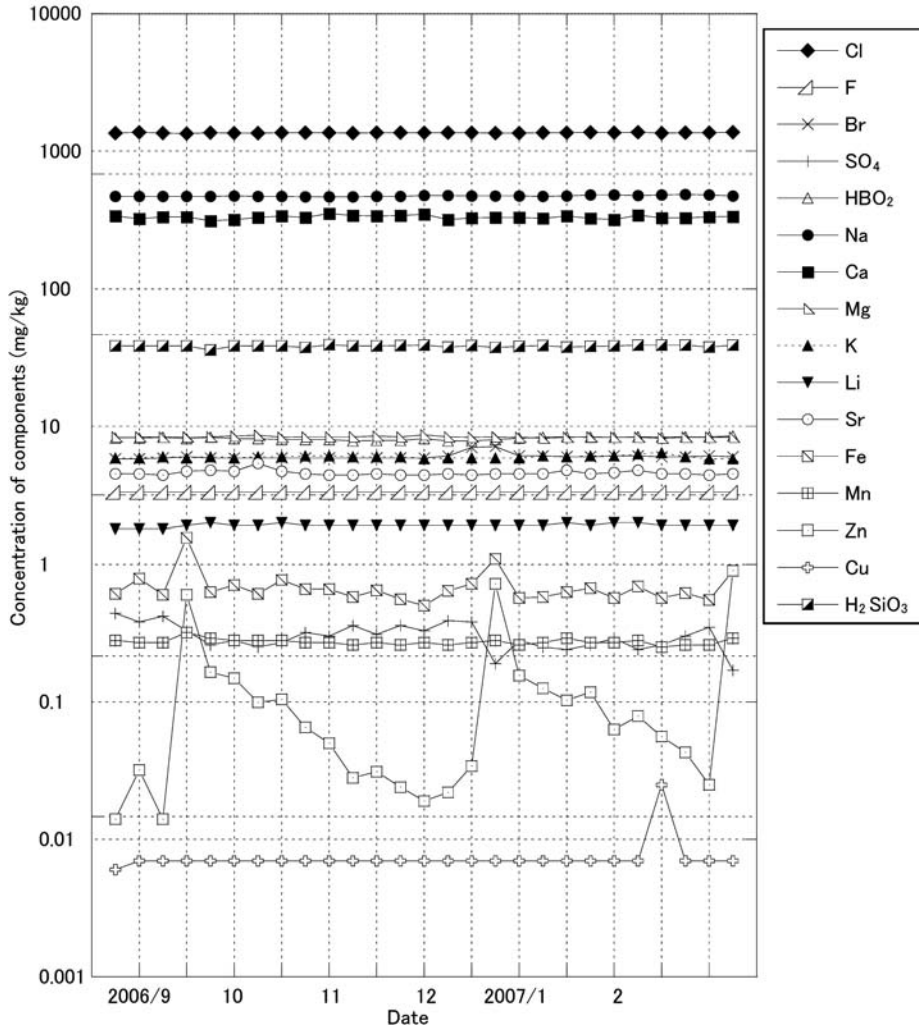 10000
1000
100
10
1
0.1
0.01
0.001
Concentration of components (mg/kg)
2006/9 10 11 12 2007/1 2
Date
Cl
F
Br
SO₄
HBO₂
Na
Ca
Mg
K
Li
Sr
Fe
Mn
Zn
Cu
H₂SiO₃